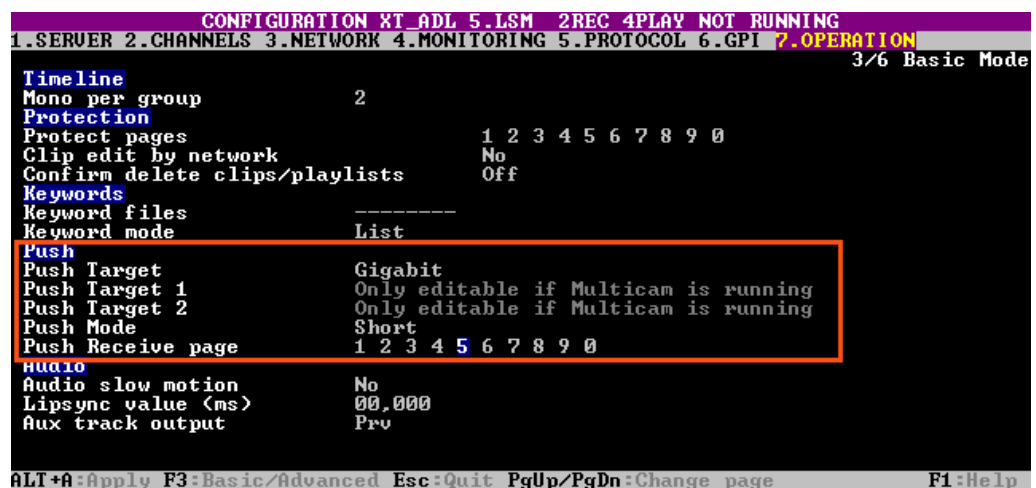 CONFIGURATION XT_ADL 5.LSM 2REC 4PLAY NOT RUNNING
1.SERVER 2.CHANNELS 3.NETWORK 4.MONITORING 5.PROTOCOL 6.GPI 7.OPERATION
3/6 Basic Mode
Timeline
Mono per group 2
Protection
Protect pages 1 2 3 4 5 6 7 8 9 0
Clip edit by network No
Confirm delete clips/playlists Off
Keywords
Keyword files --------
Keyword mode List
Push
Push Target Gigabit
Push Target 1 Only editable if Multicam is running
Push Target 2 Only editable if Multicam is running
Push Mode Short
Push Receive page 1 2 3 4 5 6 7 8 9 0
Audio
Audio slow motion No
Lipsync value (ms) 00,000
Aux track output Prv
ALT+A:Apply F3:Basic/Advanced Esc:Quit PgUp/PgDn:Change page F1:Help